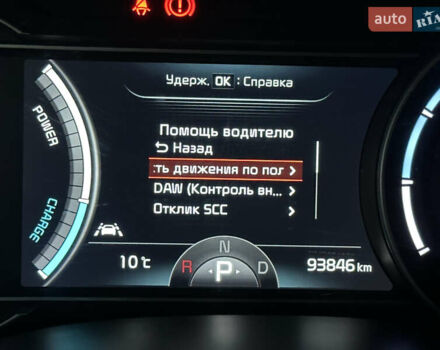 auto RIA
Удерж. OK : Справка
Помощь водителю
Назад
:ть движения по пол
DAW (Контроль вн...
Отклик SCC
POWER
CHARGE
10 °C
R N D
P
93846 km